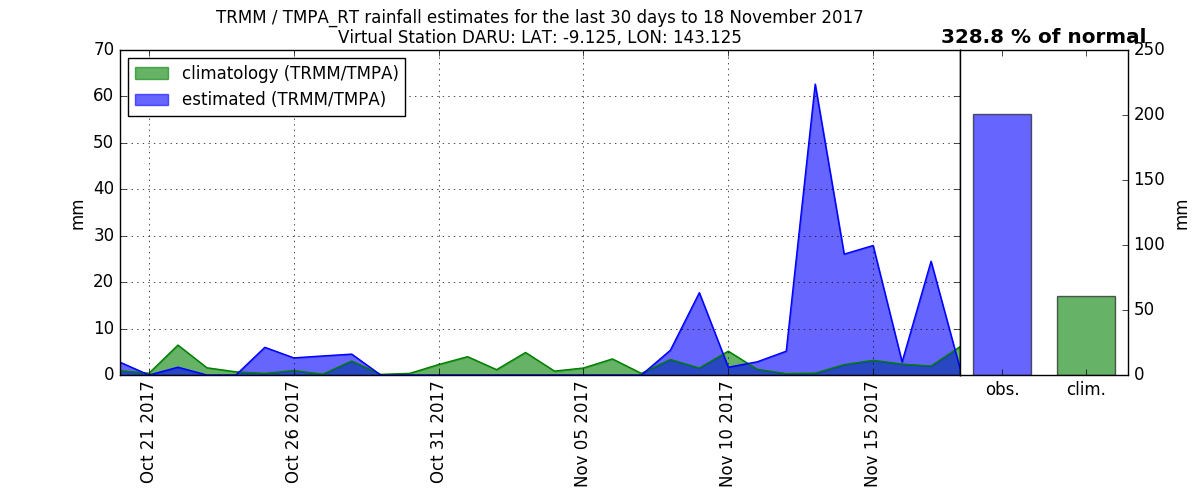 TRMM / TMPA_RT rainfall estimates for the last 30 days to 18 November 2017
Virtual Station DARU: LAT: -9.125, LON: 143.125
328.8 % of normal
climatology (TRMM/TMPA)
estimated (TRMM/TMPA)
70
60
50
40
30
20
10
0
mm
Oct 21 2017
Oct 26 2017
Oct 31 2017
Nov 05 2017
Nov 10 2017
Nov 15 2017
250
200
150
100
50
0
mm
obs.
clim.